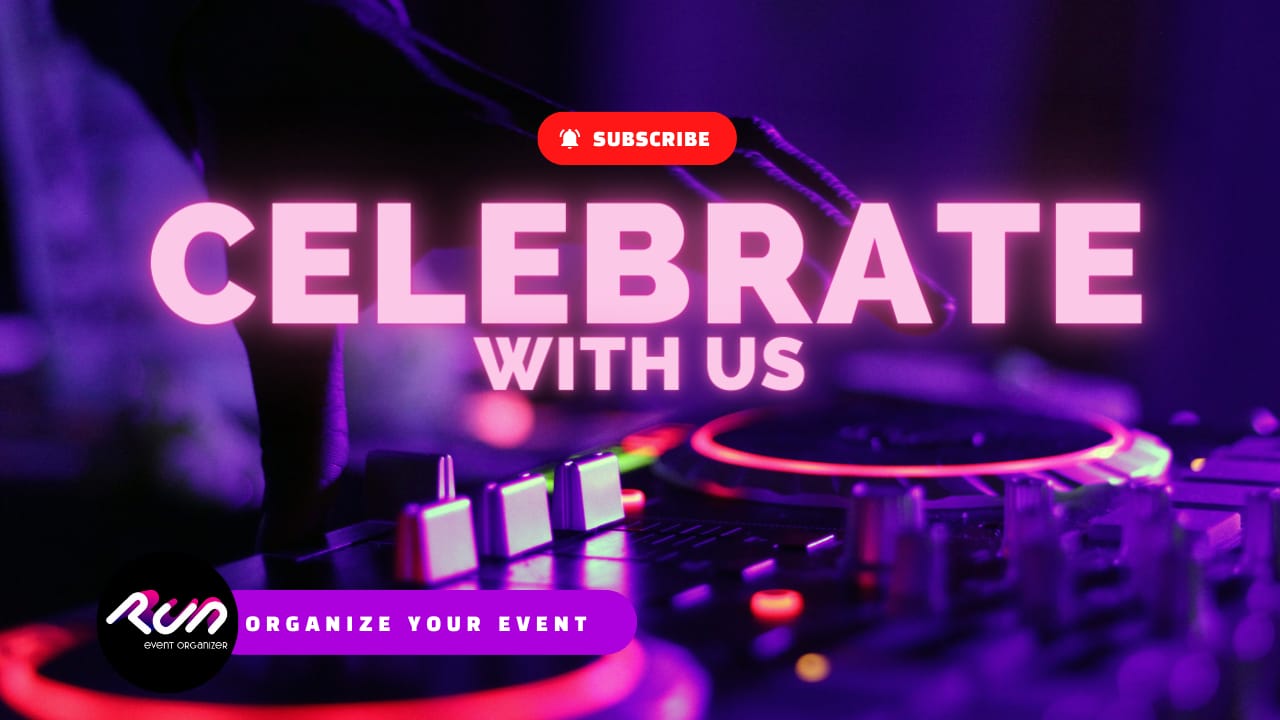 SUBSCRIBE
CELEBRATE
WITH US
Run
EVENT ORGANIZER
ORGANIZE YOUR EVENT